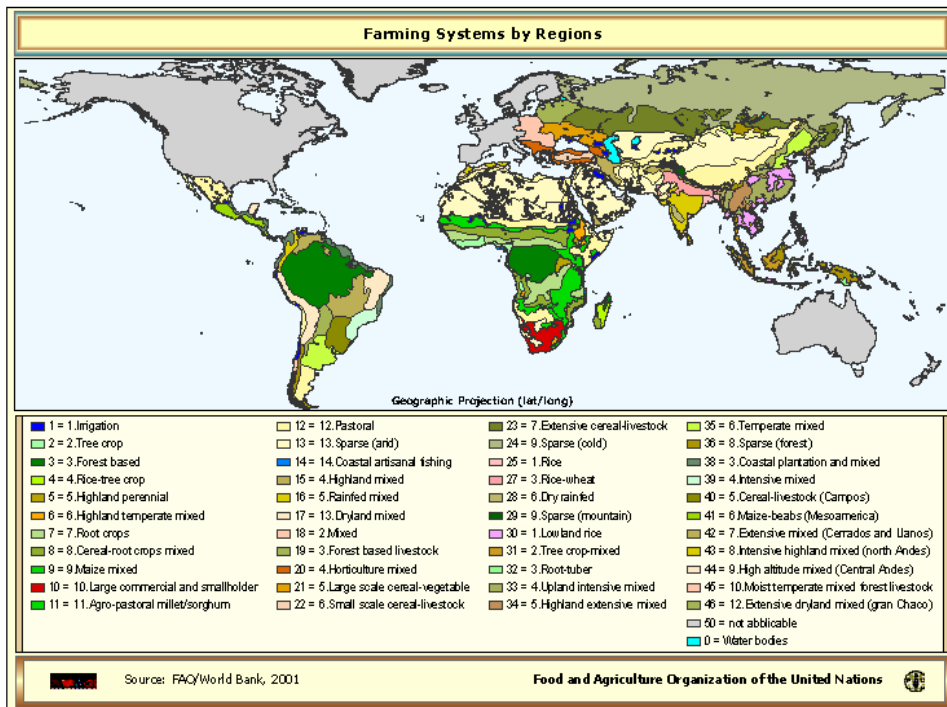 Farming Systems by Regions
Geographic Projection (lat/long)
1 = 1.Irrigation
2 = 2.Tree crop
3 = 3.Forest based
4 = 4.Rice-tree crop
5 = 5.Highland perennial
6 = 6.Highland temperate mixed
7 = 7.Root crops
8 = 8.Cereal-root crops mixed
9 = 9.Maize mixed
10 = 10.Large commercial and smallholder
11 = 11.Agro-pastoral millet/sorghum
12 = 12.Pastoral
13 = 13.Sparse (arid)
14 = 14.Coastal artisanal fishing
15 = 4.Highland mixed
16 = 5.Rainfed mixed
17 = 13.Dryland mixed
18 = 2.Mixed
19 = 3.Forest based livestock
20 = 4.Horticulture mixed
21 = 5.Large scale cereal-vegetable
22 = 6.Small scale cereal-livestock
23 = 7.Extensive cereal-livestock
24 = 9.Sparse (cold)
25 = 1.Rice
27 = 3.Rice-wheat
28 = 6.Dry rainfed
29 = 9.Sparse (mountain)
30 = 1.Lowland rice
31 = 2.Tree crop-mixed
32 = 3.Root-tuber
33 = 4.Upland intensive mixed
34 = 5.Highland extensive mixed
35 = 6.Temperate mixed
36 = 8.Sparse (forest)
38 = 3.Coastal plantation and mixed
39 = 4.Intensive mixed
40 = 5.Cereal-livestock (Campos)
41 = 6.Maize-beabs (Mesoamerica)
42 = 7.Extensive mixed (Cerrados and Llanos)
43 = 8.Intensive highland mixed (north Andes)
44 = 9.High altitude mixed (Central Andes)
45 = 10.Moist temperate mixed forest livestock
46 = 12.Extensive dryland mixed (gran Chaco)
50 = not abblicable
0 = Water bodies
Source: FAO/World Bank, 2001
Food and Agriculture Organization of the United Nations